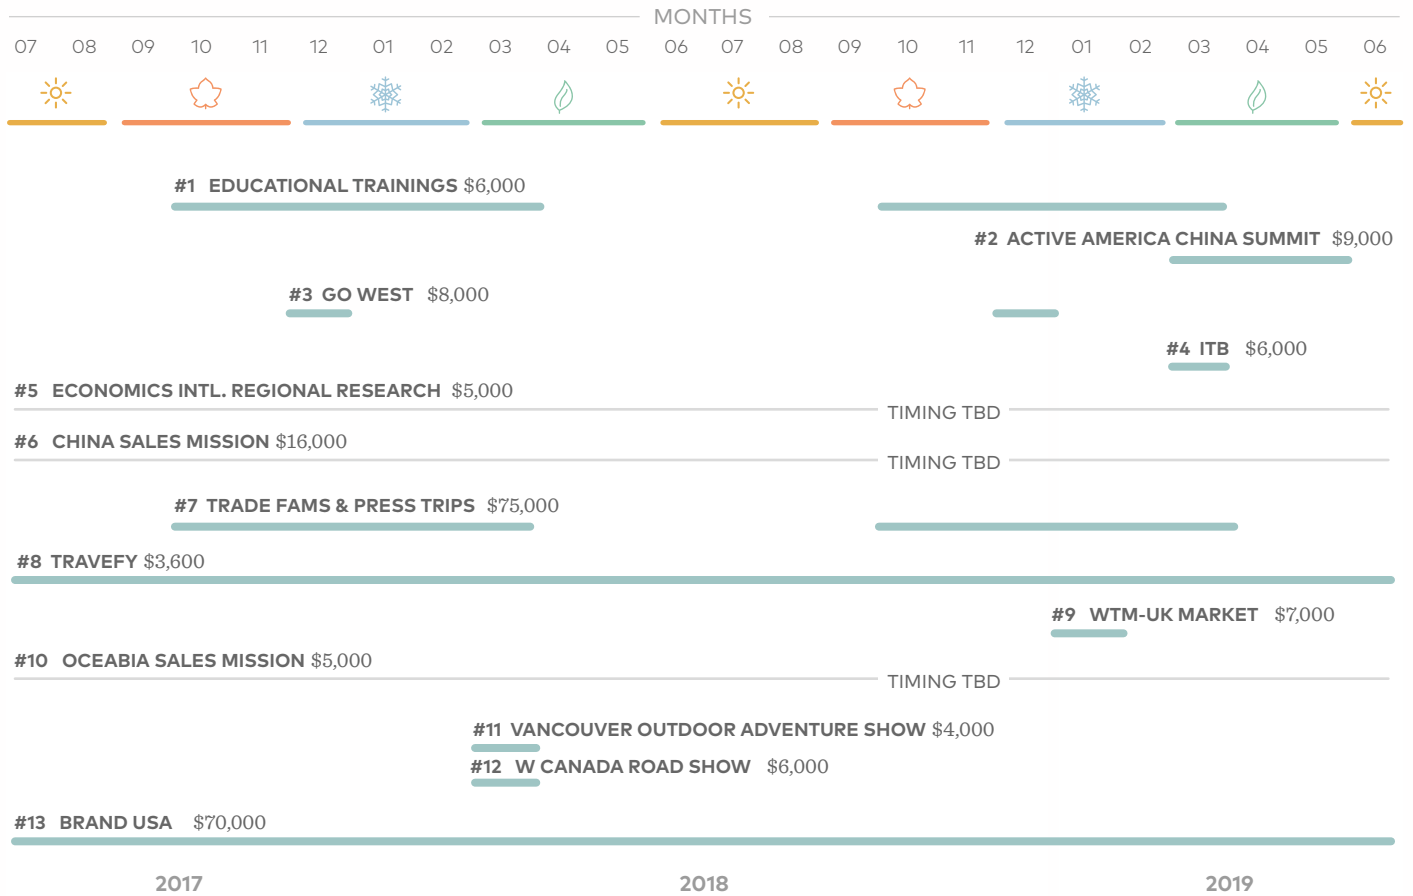 MONTHS
07 08 09 10 11 12 01 02 03 04 05 06 07 08 09 10 11 12 01 02 03 04 05 06
#1 EDUCATIONAL TRAININGS $6,000
#2 ACTIVE AMERICA CHINA SUMMIT $9,000
#3 GO WEST $8,000
#4 ITB $6,000
#5 ECONOMICS INTL. REGIONAL RESEARCH $5,000
TIMING TBD
#6 CHINA SALES MISSION $16,000
TIMING TBD
#7 TRADE FAMS & PRESS TRIPS $75,000
#8 TRAVEFY $3,600
#9 WTM-UK MARKET $7,000
#10 OCEABIA SALES MISSION $5,000
TIMING TBD
#11 VANCOUVER OUTDOOR ADVENTURE SHOW $4,000
#12 W CANADA ROAD SHOW $6,000
#13 BRAND USA $70,000
2017 2018 2019